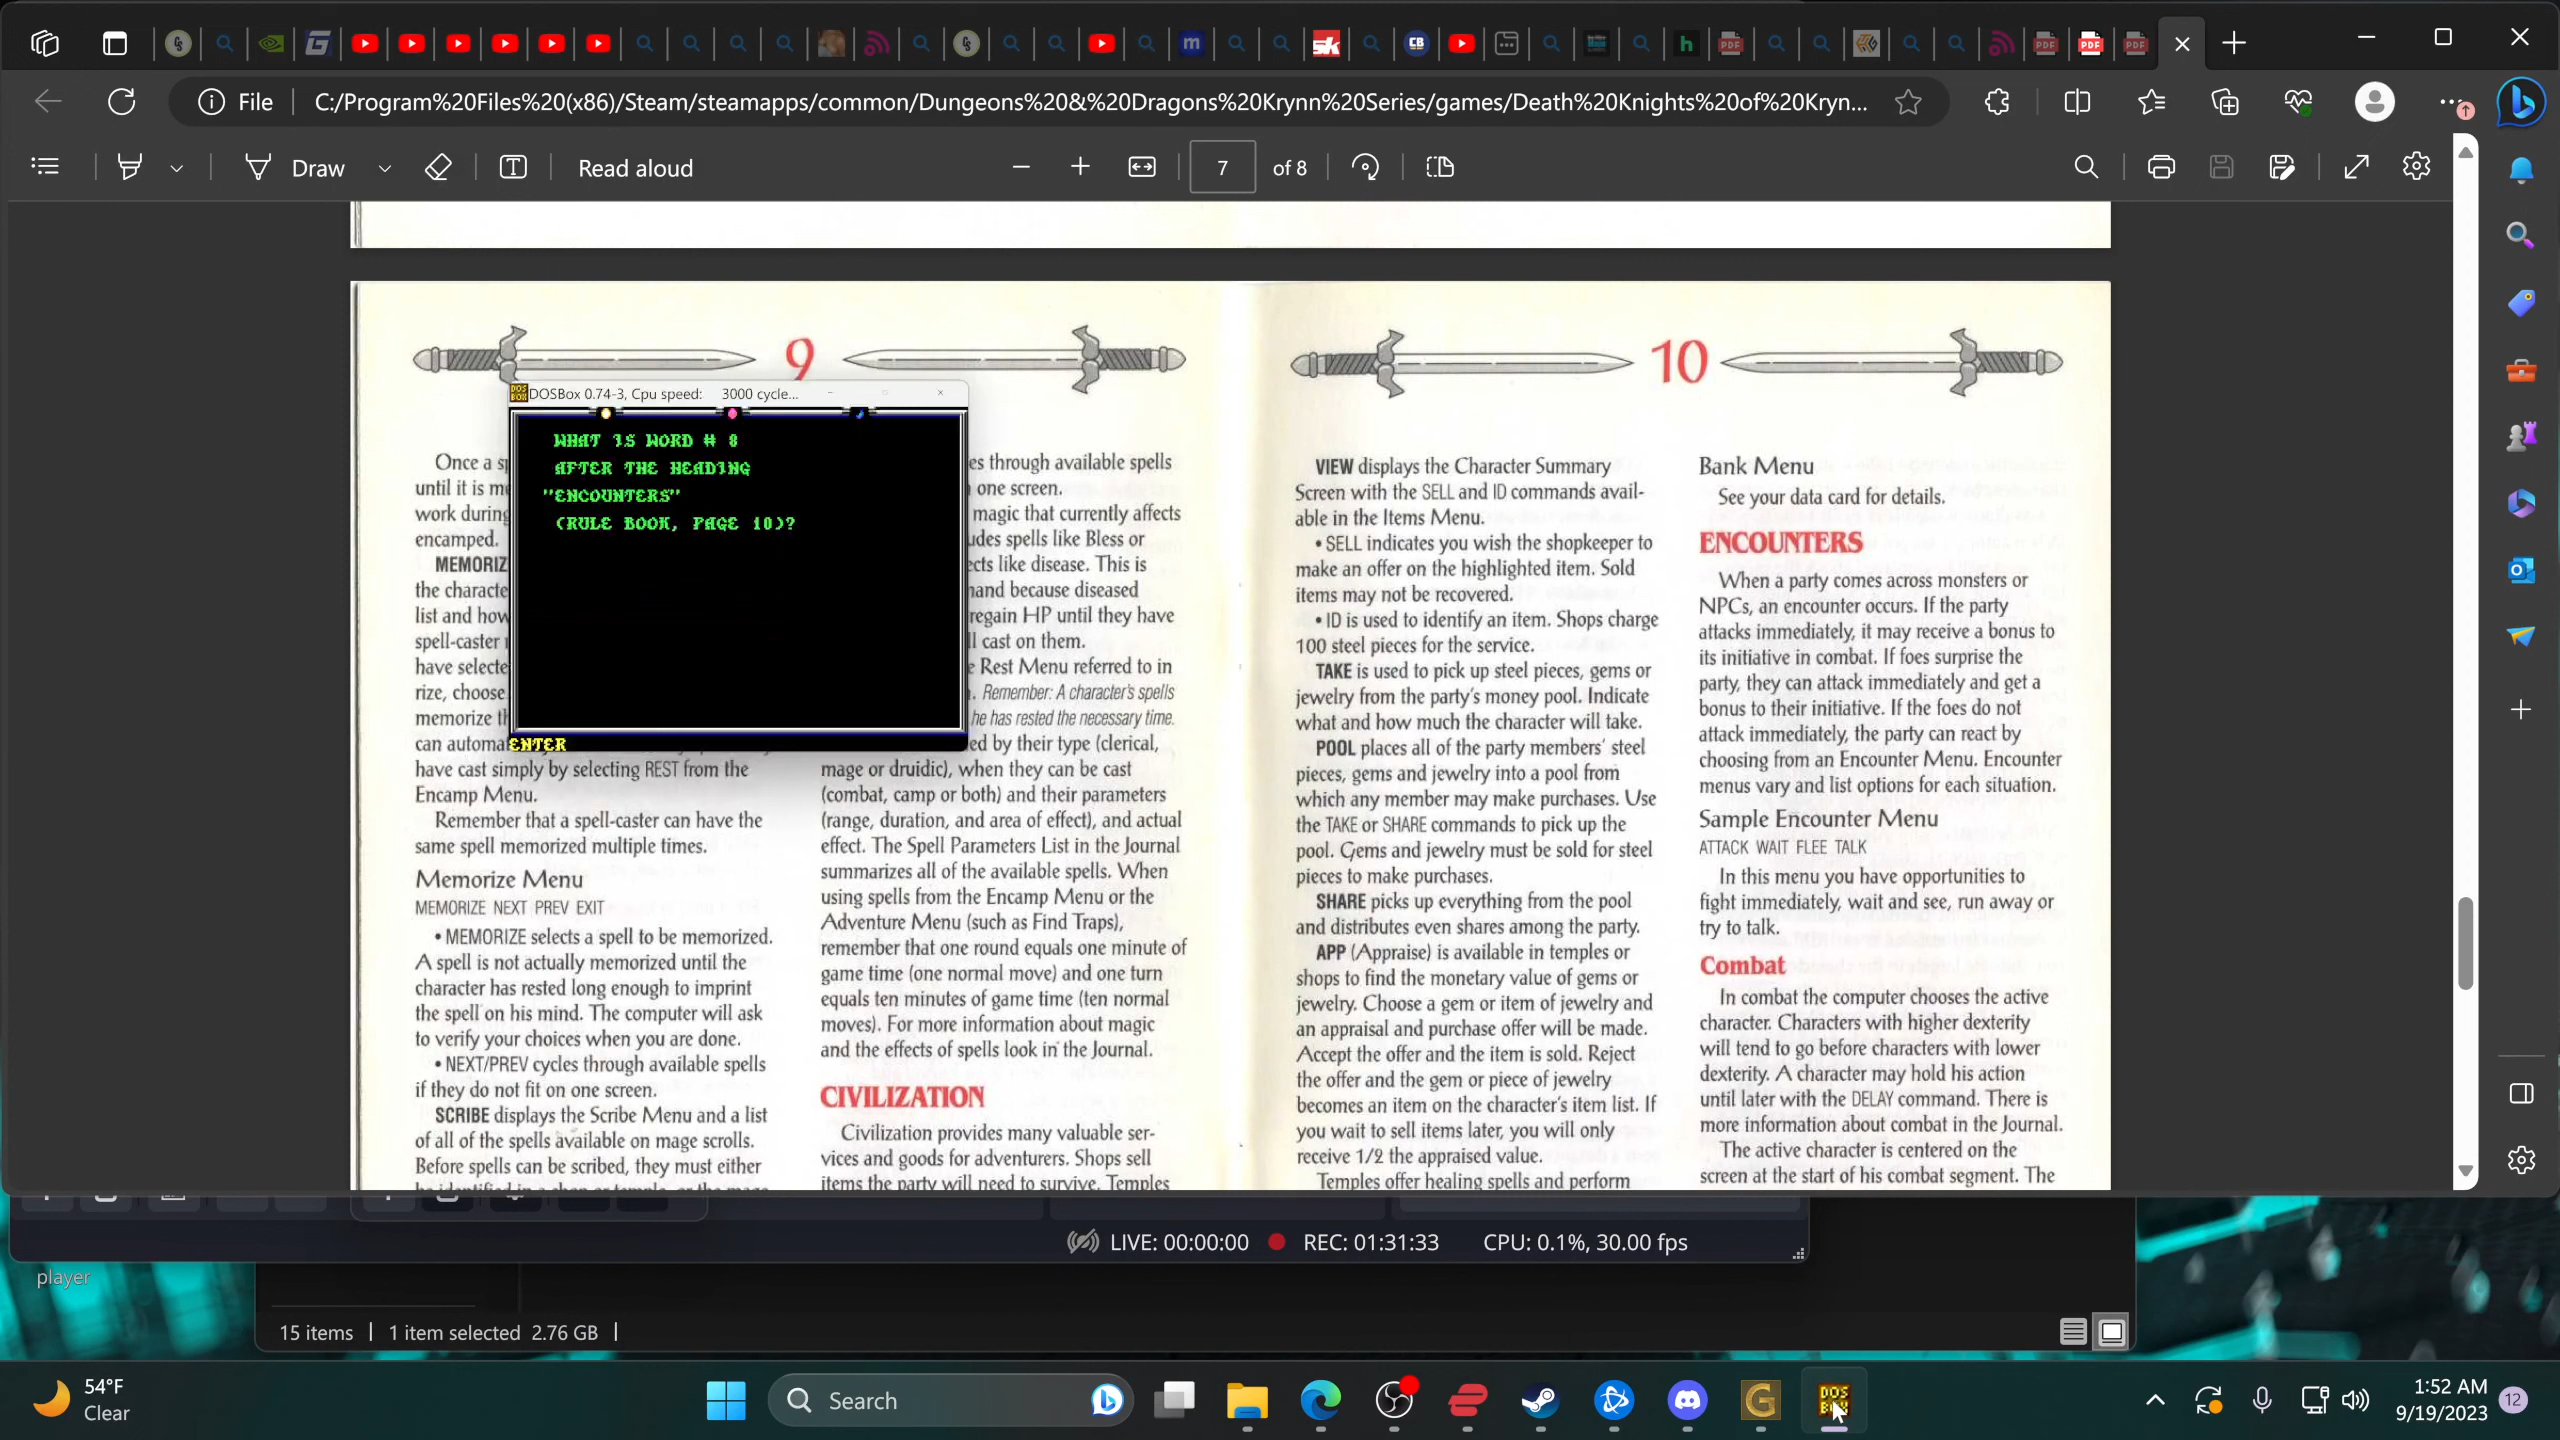 File
C:/Program%20Files%20(x86)/Steam/steamapps/common/Dungeons%20&%20Dragons%20Krynn%20Series/games/Death%20Knights%20of%20Kryn...
Draw
Read aloud
7
of 8
9
Once a s
until it is me
work during
encamped.
MEMORIZ
the characte
list and how
spell-caster
have selecte
rize, choose
memorize th
can automa
have cast simply by selecting REST from the
Encamp Menu.
Remember that a spell-caster can have the
same spell memorized multiple times.
Memorize Menu
MEMORIZE NEXT PREV EXIT
• MEMORIZE selects a spell to be memorized.
A spell is not actually memorized until the
character has rested long enough to imprint
the spell on his mind. The computer will ask
to verify your choices when you are done.
• NEXT/PREV cycles through available spells
if they do not fit on one screen.
SCRIBE displays the Scribe Menu and a list
of all of the spells available on mage scrolls.
Before spells can be scribed, they must either
DOSBox 0.74-3, Cpu speed: 3000 cycle...
WHAT IS WORD # 8
AFTER THE HEADING
"ENCOUNTERS"
(RULE BOOK, PAGE 10)?
ENTER
es through available spells
one screen.
magic that currently affects
udes spells like Bless or
ects like disease. This is
hand because diseased
regain HP until they have
ll cast on them.
e Rest Menu referred to in
. Remember: A character's spells
he has rested the necessary time.
ed by their type (clerical,
mage or druidic), when they can be cast
(combat, camp or both) and their parameters
(range, duration, and area of effect), and actual
effect. The Spell Parameters List in the Journal
summarizes all of the available spells. When
using spells from the Encamp Menu or the
Adventure Menu (such as Find Traps),
remember that one round equals one minute of
game time (one normal move) and one turn
equals ten minutes of game time (ten normal
moves). For more information about magic
and the effects of spells look in the Journal.
CIVILIZATION
Civilization provides many valuable ser-
vices and goods for adventurers. Shops sell
items the party will need to survive. Temples
10
VIEW displays the Character Summary
Screen with the SELL and ID commands avail-
able in the Items Menu.
• SELL indicates you wish the shopkeeper to
make an offer on the highlighted item. Sold
items may not be recovered.
• ID is used to identify an item. Shops charge
100 steel pieces for the service.
TAKE is used to pick up steel pieces, gems or
jewelry from the party's money pool. Indicate
what and how much the character will take.
POOL places all of the party members' steel
pieces, gems and jewelry into a pool from
which any member may make purchases. Use
the TAKE or SHARE commands to pick up the
pool. Gems and jewelry must be sold for steel
pieces to make purchases.
SHARE picks up everything from the pool
and distributes even shares among the party.
APP (Appraise) is available in temples or
shops to find the monetary value of gems or
jewelry. Choose a gem or item of jewelry and
an appraisal and purchase offer will be made.
Accept the offer and the item is sold. Reject
the offer and the gem or piece of jewelry
becomes an item on the character's item list. If
you wait to sell items later, you will only
receive 1/2 the appraised value.
Temples offer healing spells and perform
Bank Menu
See your data card for details.
ENCOUNTERS
When a party comes across monsters or
NPCs, an encounter occurs. If the party
attacks immediately, it may receive a bonus to
its initiative in combat. If foes surprise the
party, they can attack immediately and get a
bonus to their initiative. If the foes do not
attack immediately, the party can react by
choosing from an Encounter Menu. Encounter
menus vary and list options for each situation.
Sample Encounter Menu
ATTACK WAIT FLEE TALK
In this menu you have opportunities to
fight immediately, wait and see, run away or
try to talk.
Combat
In combat the computer chooses the active
character. Characters with higher dexterity
will tend to go before characters with lower
dexterity. A character may hold his action
until later with the DELAY command. There is
more information about combat in the Journal.
The active character is centered on the
screen at the start of his combat segment. The
LIVE: 00:00:00
REC: 01:31:33
CPU: 0.1%, 30.00 fps
player
15 items
1 item selected 2.76 GB
54°F
Clear
Search
1:52 AM
9/19/2023
12